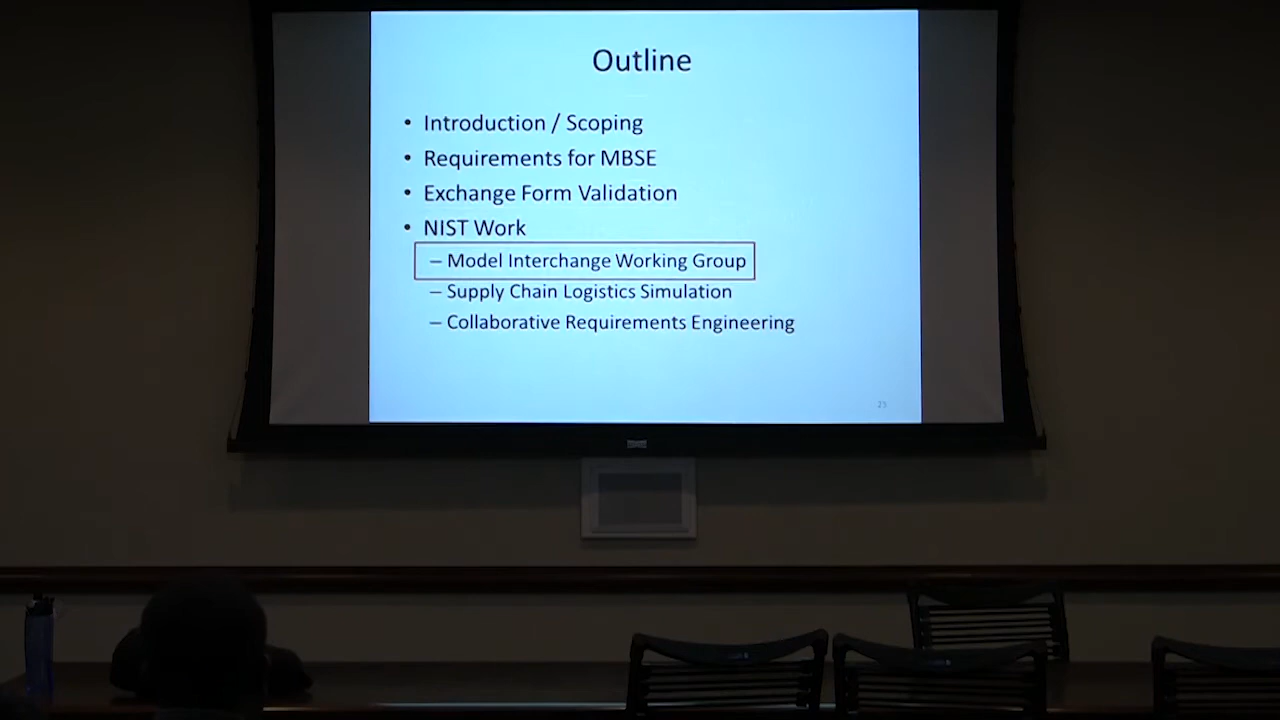 Outline
• Introduction / Scoping
• Requirements for MBSE
• Exchange Form Validation
• NIST Work
– Model Interchange Working Group
– Supply Chain Logistics Simulation
– Collaborative Requirements Engineering